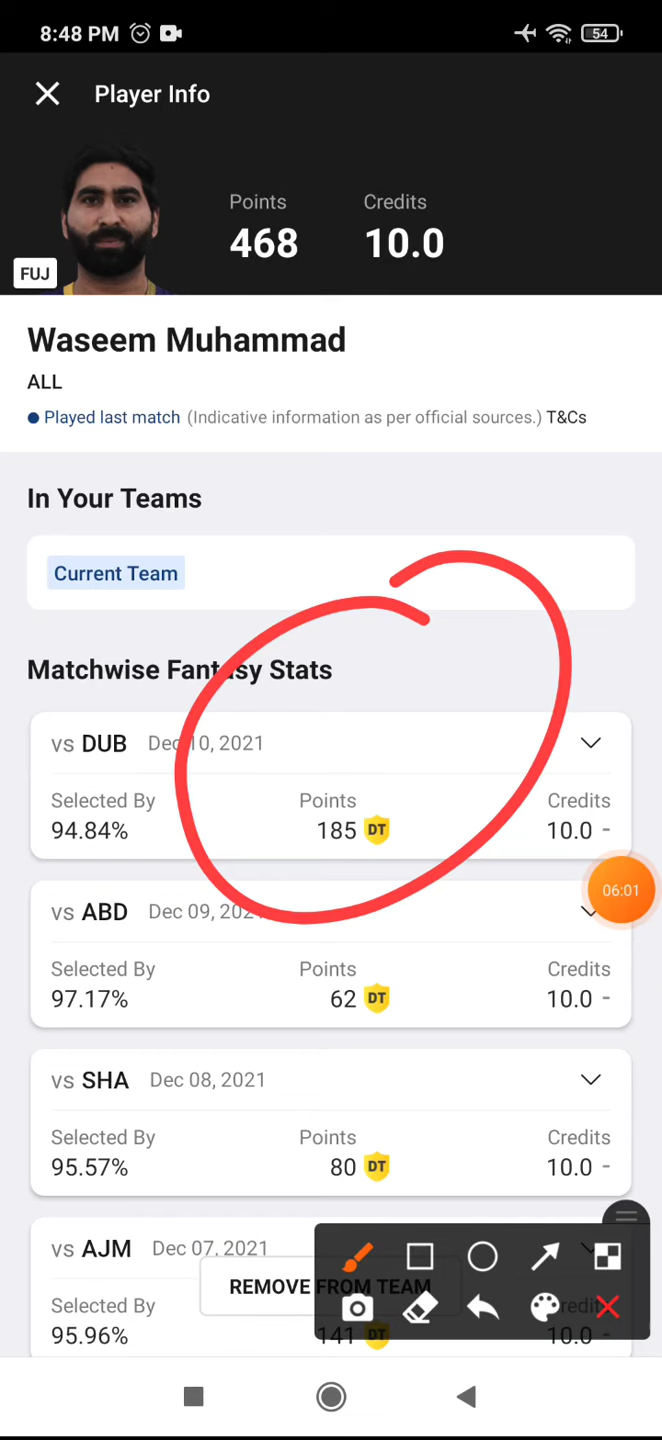 8:48 PM 54
Player Info
Points Credits
468 10.0
FUJ
Waseem Muhammad
ALL
Played last match (Indicative information as per official sources.) T&Cs
In Your Teams
Current Team
Matchwise Fantasy Stats
vs DUB Dec 10, 2021
Selected By Points Credits
94.84% 185 DT 10.0 -
06:01
vs ABD Dec 09, 2021
Selected By Points Credits
97.17% 62 DT 10.0 -
vs SHA Dec 08, 2021
Selected By Points Credits
95.57% 80 DT 10.0 -
vs AJM Dec 07, 2021
REMOVE FROM TEAM
Selected By
95.96% 141 DT 10.0 -